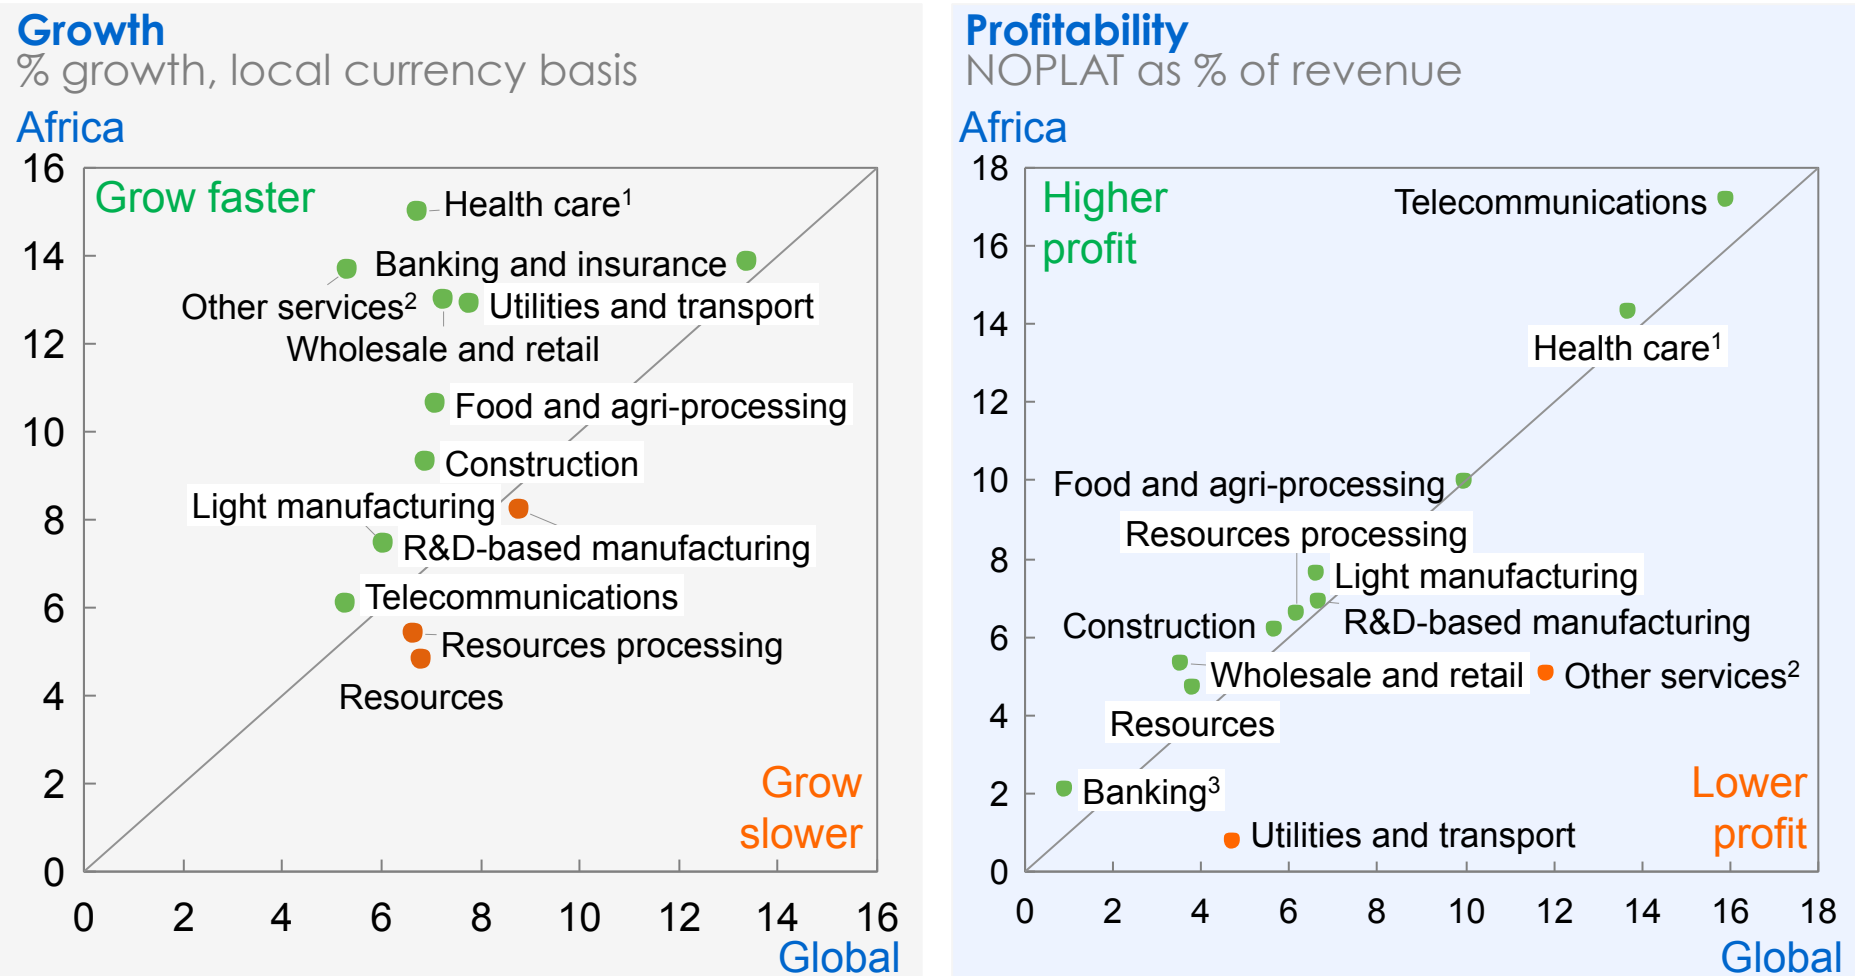 Growth
% growth, local currency basis
Africa
16
14
12
10
8
6
4
2
0
Grow faster
Health care1
Banking and insurance
Other services2
Utilities and transport
Wholesale and retail
Food and agri-processing
Construction
Light manufacturing
R&D-based manufacturing
Telecommunications
Resources processing
Resources
Grow
slower
0 2 4 6 8 10 12 14 16
Global
Profitability
NOPLAT as % of revenue
Africa
18
16
14
12
10
8
6
4
2
0
Higher
profit
Telecommunications
Health care1
Food and agri-processing
Resources processing
Light manufacturing
Construction
R&D-based manufacturing
Wholesale and retail
Other services2
Resources
Banking3
Utilities and transport
Lower
profit
0 2 4 6 8 10 12 14 16 18
Global